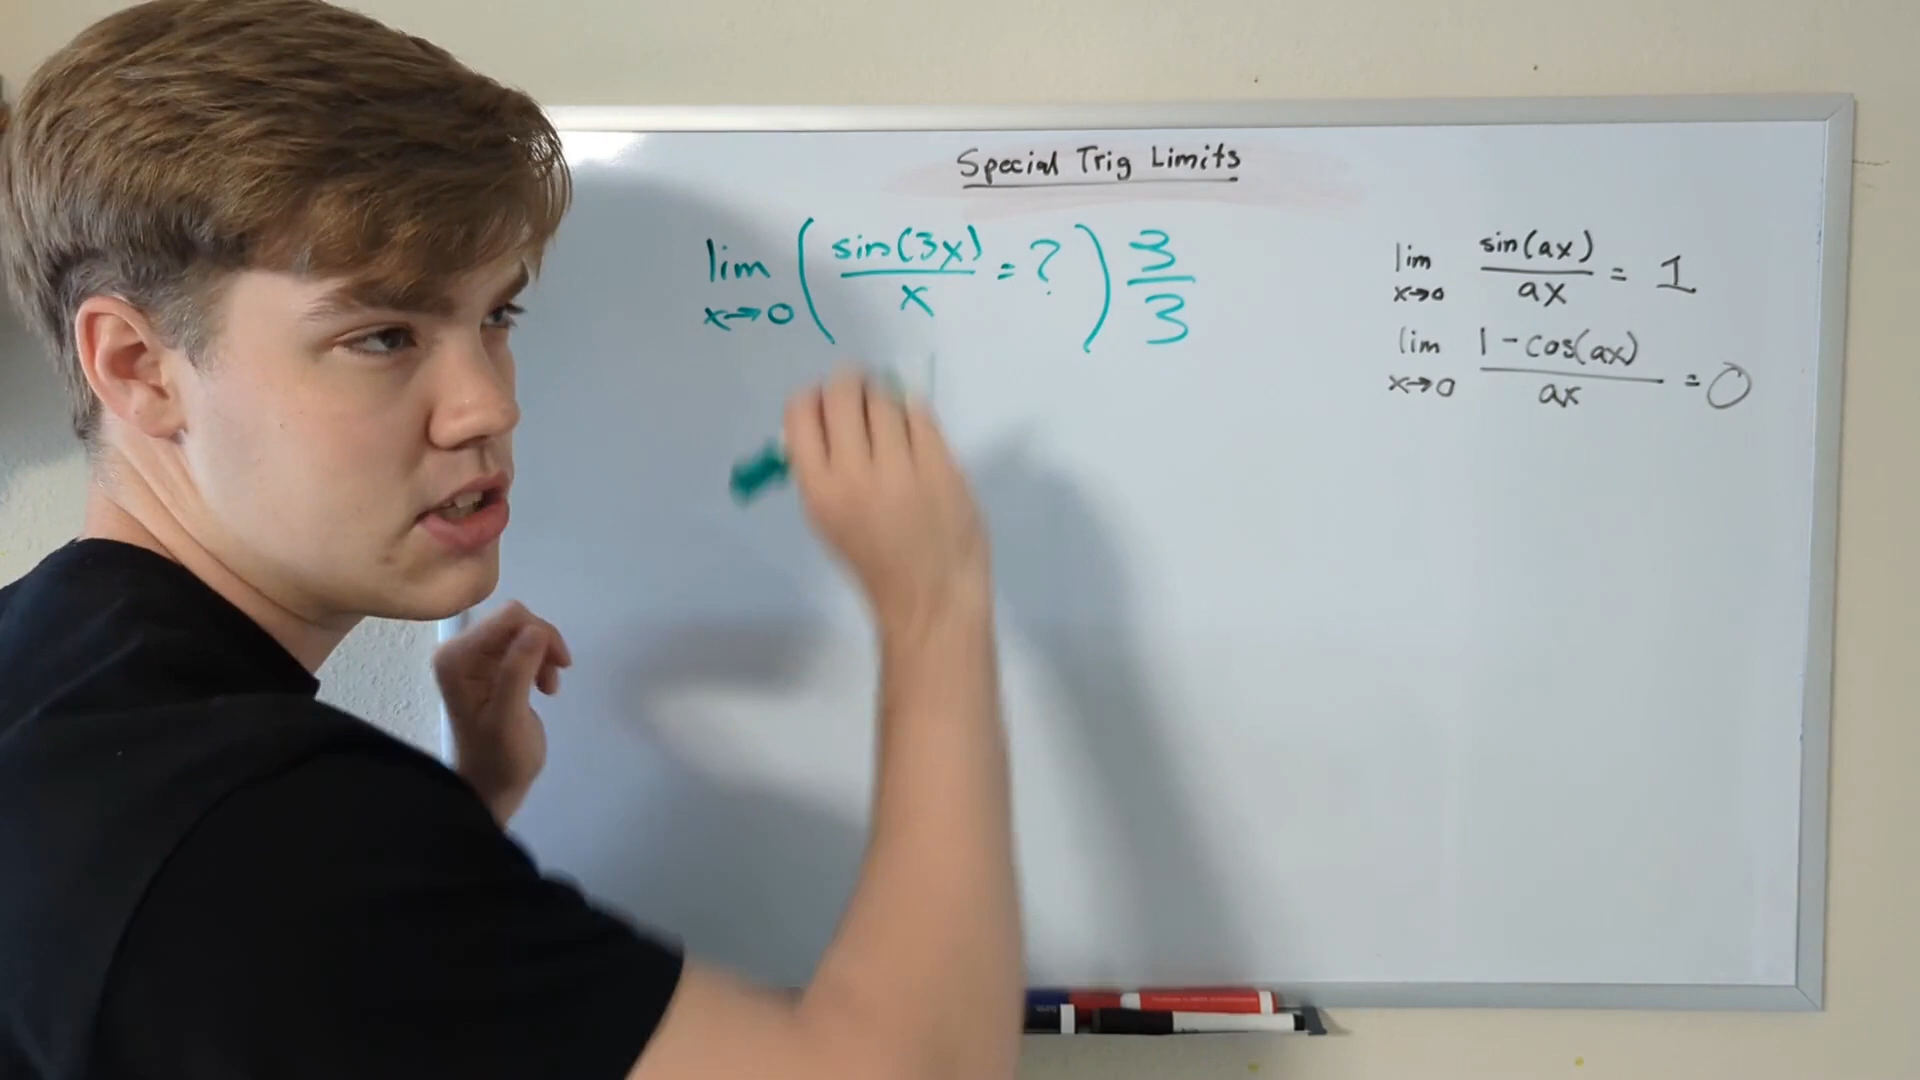 Special Trig Limits
lim x→0 ( sin(3x) / x = ? ) 3/3
lim x→0 sin(ax) / ax = 1
lim x→0 1 - cos(ax) / ax = 0